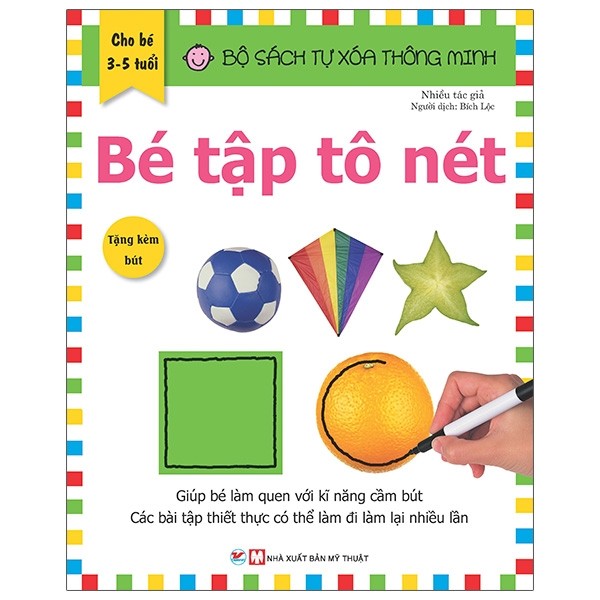 Cho bé
3-5 tuổi
BỘ SÁCH TỰ XÓA THÔNG MINH
Nhiều tác giả
Người dịch: Bích Lộc
Bé tập tô nét
Tặng kèm
bút
Giúp bé làm quen với kĩ năng cầm bút
Các bài tập thiết thực có thể làm đi làm lại nhiều lần
NHÀ XUẤT BẢN MỸ THUẬT